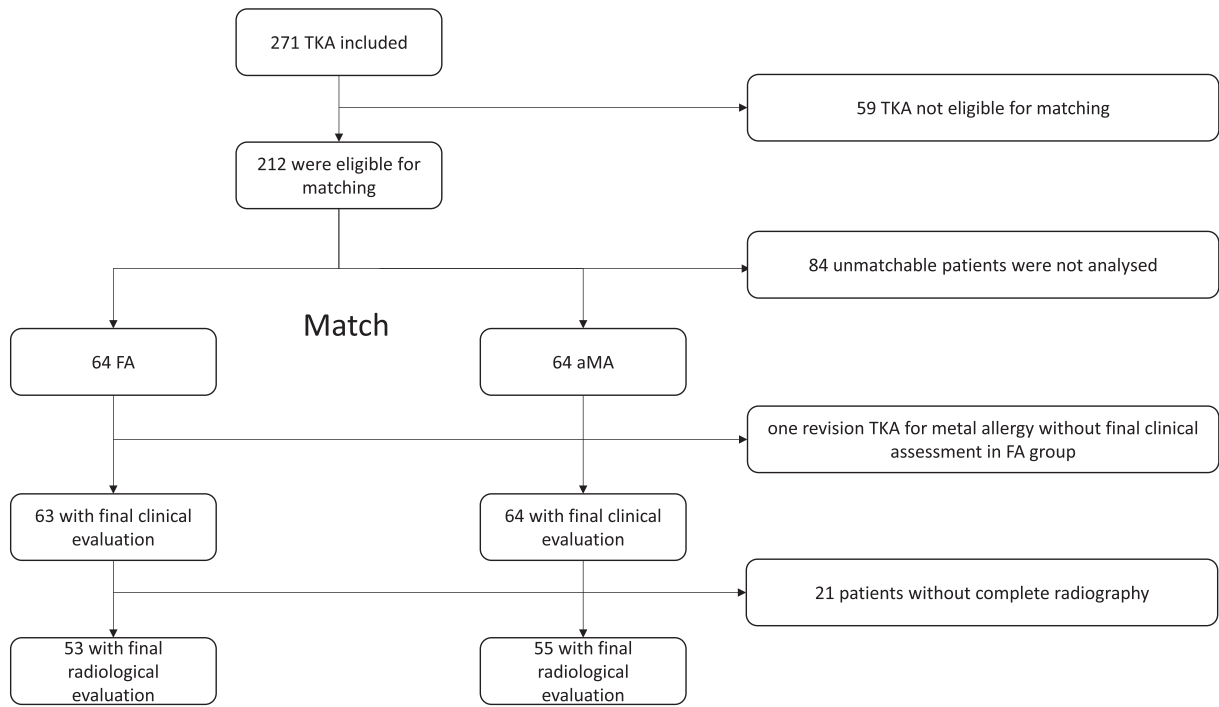 271 TKA included
59 TKA not eligible for matching
212 were eligible for
matching
84 unmatchable patients were not analysed
Match
64 FA
64 aMA
one revision TKA for metal allergy without final clinical
assessment in FA group
63 with final clinical
evaluation
64 with final clinical
evaluation
21 patients without complete radiography
53 with final
radiological
evaluation
55 with final
radiological
evaluation